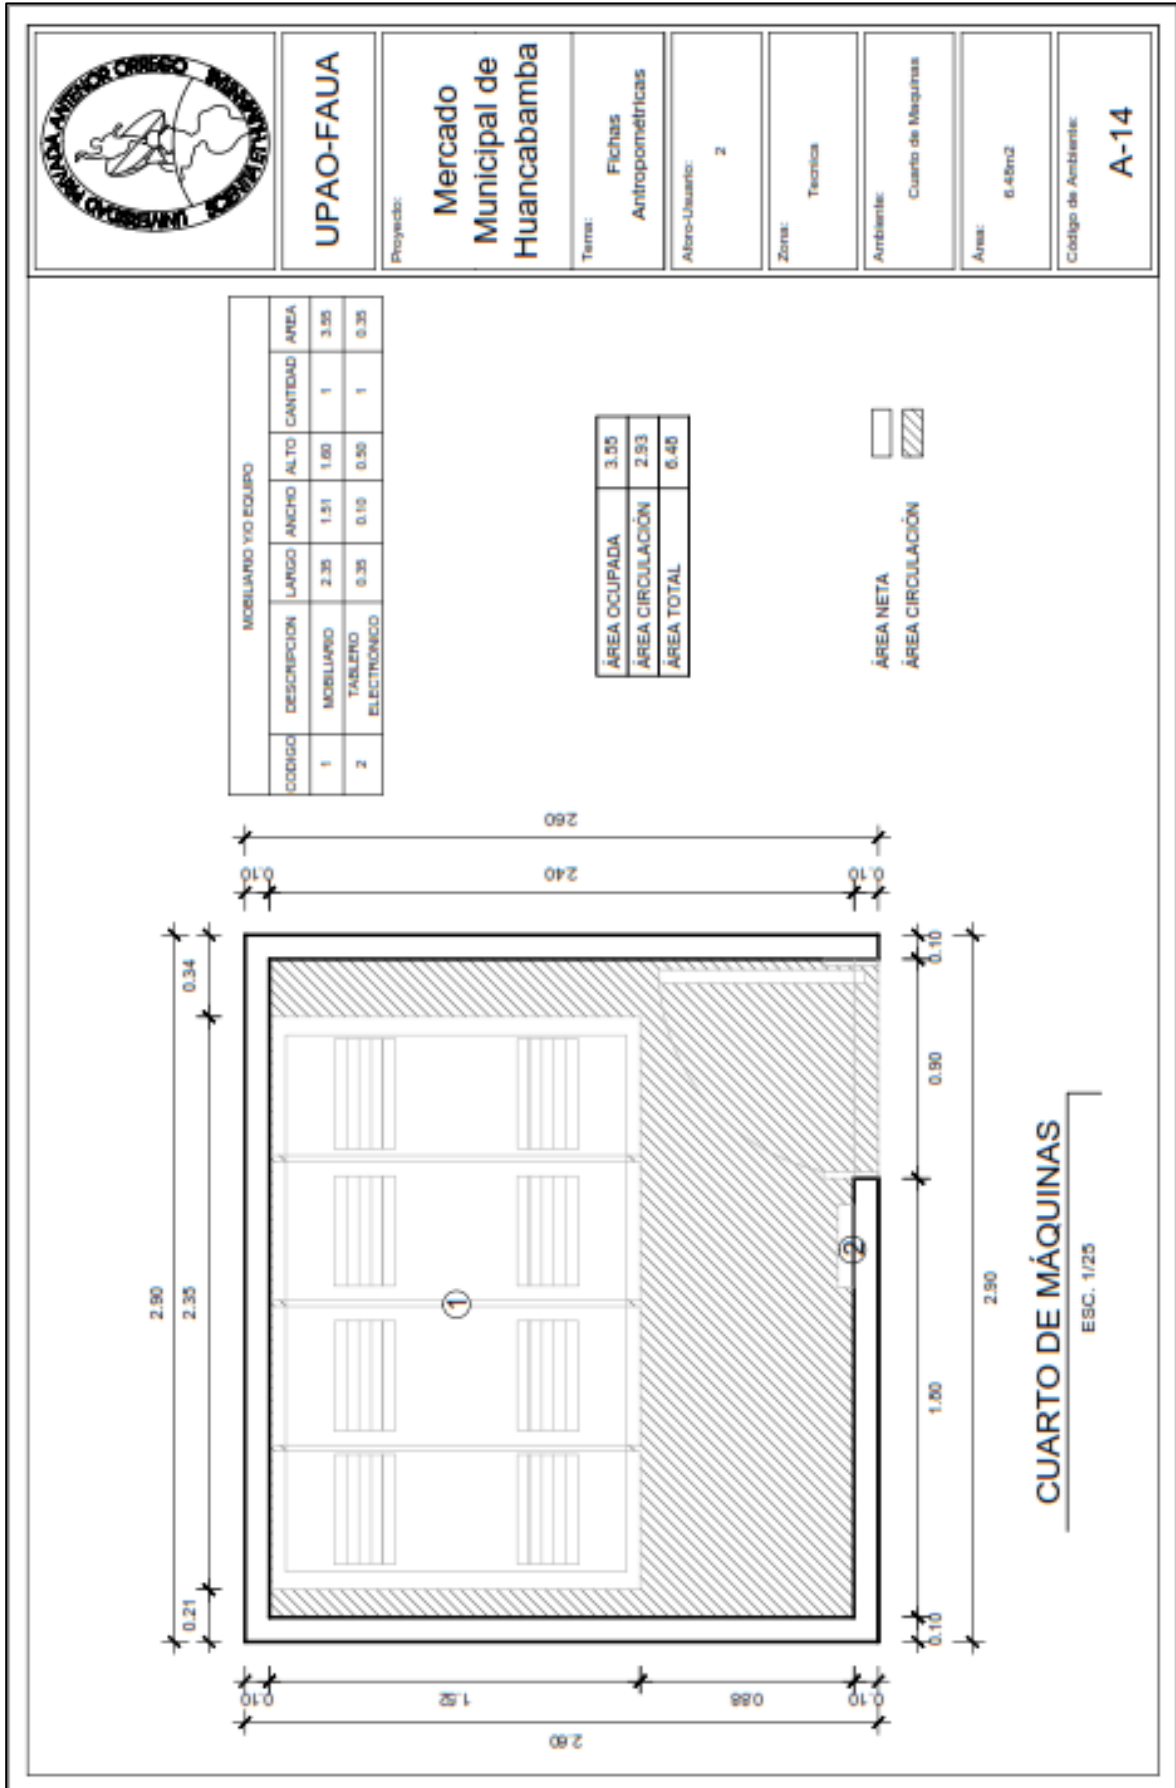 UNIVERSIDAD PRIVADA ANTENOR ORREGO
UPAO-FAUA
Proyecto:
Mercado
Municipal de
Huancabamba
Tema:
Fichas
Antropométricas
Aforo-Usuario:
2
Zona:
Tecnica
Ambiente:
Cuarto de Maquinas
Área:
6.48m2
Código de Ambiente:
A-14
MOBILIARIO Y/O EQUIPO
CODIGO DESCRIPCION LARGO ANCHO ALTO CANTIDAD AREA
1 MOBILIARIO 2.35 1.51 1.60 1 3.55
2 TABLERO ELECTRÓNICO 0.35 0.10 0.50 1 0.35
ÁREA OCUPADA 3.55
ÁREA CIRCULACIÓN 2.93
ÁREA TOTAL 6.48
ÁREA NETA
ÁREA CIRCULACIÓN
2.90
0.21 2.35 0.34
0.10 1.52 0.88 0.10
2.60
0.10 2.40 0.10
2.60
1
2
0.10 1.80 0.90 0.10
2.90
CUARTO DE MÁQUINAS
ESC. 1/25